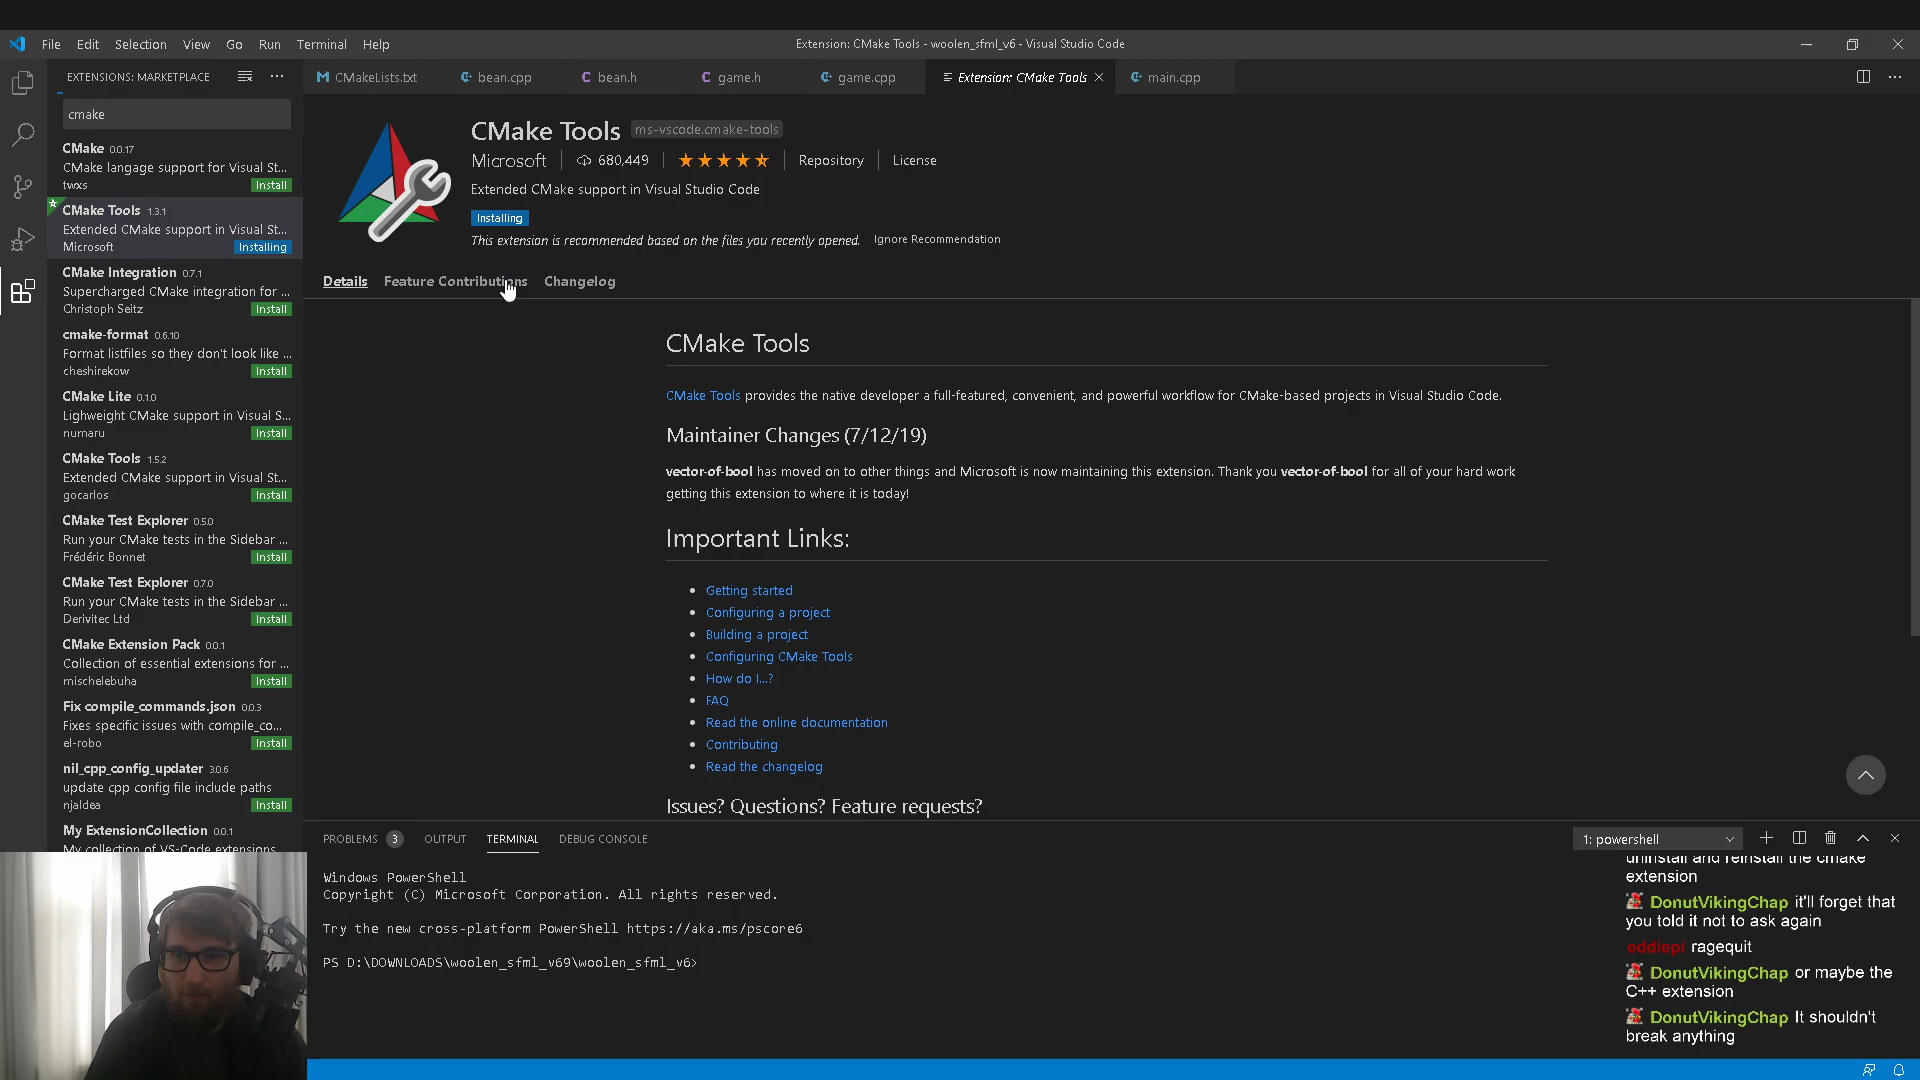 File Edit Selection View Go Run Terminal Help
Extension: CMake Tools - woolen_sfml_v6 - Visual Studio Code
EXTENSIONS: MARKETPLACE
CMakeLists.txt
bean.cpp
bean.h
game.h
game.cpp
Extension: CMake Tools
main.cpp
cmake
CMake 0.0.17
CMake langage support for Visual St...
twxs
Install
CMake Tools 1.3.1
Extended CMake support in Visual St...
Microsoft
Installing
CMake Integration 0.7.1
Supercharged CMake integration for ...
Christoph Seitz
Install
cmake-format 0.6.10
Format listfiles so they don't look like ...
cheshirekow
Install
CMake Lite 0.1.0
Lighweight CMake support in Visual S...
numaru
Install
CMake Tools 1.5.2
Extended CMake support in Visual St...
gocarlos
Install
CMake Test Explorer 0.5.0
Run your CMake tests in the Sidebar ...
Frédéric Bonnet
Install
CMake Test Explorer 0.7.0
Run your CMake tests in the Sidebar ...
Derivitec Ltd
Install
CMake Extension Pack 0.0.1
Collection of essential extensions for ...
mischelebuha
Install
Fix compile_commands.json 0.0.3
Fixes specific issues with compile_co...
el-robo
Install
nil_cpp_config_updater 3.0.6
update cpp config file include paths
njaldea
Install
My ExtensionCollection 0.0.1
My collection of VS-Code extensions
CMake Tools ms-vscode.cmake-tools
Microsoft 680,449 Repository License
Extended CMake support in Visual Studio Code
Installing
This extension is recommended based on the files you recently opened. Ignore Recommendation
Details Feature Contributions Changelog
CMake Tools
CMake Tools provides the native developer a full-featured, convenient, and powerful workflow for CMake-based projects in Visual Studio Code.
Maintainer Changes (7/12/19)
vector-of-bool has moved on to other things and Microsoft is now maintaining this extension. Thank you vector-of-bool for all of your hard work
getting this extension to where it is today!
Important Links:
Getting started
Configuring a project
Building a project
Configuring CMake Tools
How do I...?
FAQ
Read the online documentation
Contributing
Read the changelog
Issues? Questions? Feature requests?
PROBLEMS 3 OUTPUT TERMINAL DEBUG CONSOLE
1: powershell
Windows PowerShell
Copyright (C) Microsoft Corporation. All rights reserved.
Try the new cross-platform PowerShell https://aka.ms/pscore6
PS D:\DOWNLOADS\woolen_sfml_v69\woolen_sfml_v6>
uninstall and reinstall the cmake
extension
DonutVikingChap it'll forget that
you told it not to ask again
eddiepi ragequit
DonutVikingChap or maybe the
C++ extension
DonutVikingChap It shouldn't
break anything